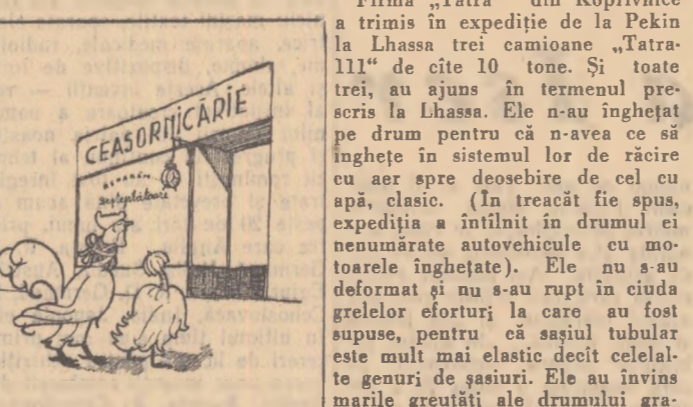 CEASORNICĂRIE
Firma „Tatra” din Koprivnice
a trimis în expediție de la Pekin
la Lhassa trei camioane „Tatra-
111“ de cîte 10 tone. Și toate
trei, au ajuns în termenul pre-
scris la Lhassa. Ele n-au înghețat
pe drum pentru că n-avea ce să
înghețe în sistemul lor de răcire
cu aer spre deosebire de cel cu
apă, clasic. (În treacăt fie spus,
expediția a întîlnit în drumul ei
nenumărate autovehicule cu mo-
toarele înghețate). Ele nu s-au
deformat și nu s-au rupt în ciuda
grelelor eforturi la care au fost
supuse, pentru că sașiul tubular
este mult mai elastic decît celelal-
te genuri de șasiuri. Ele au învins
marile greutăți ale drumului gra-